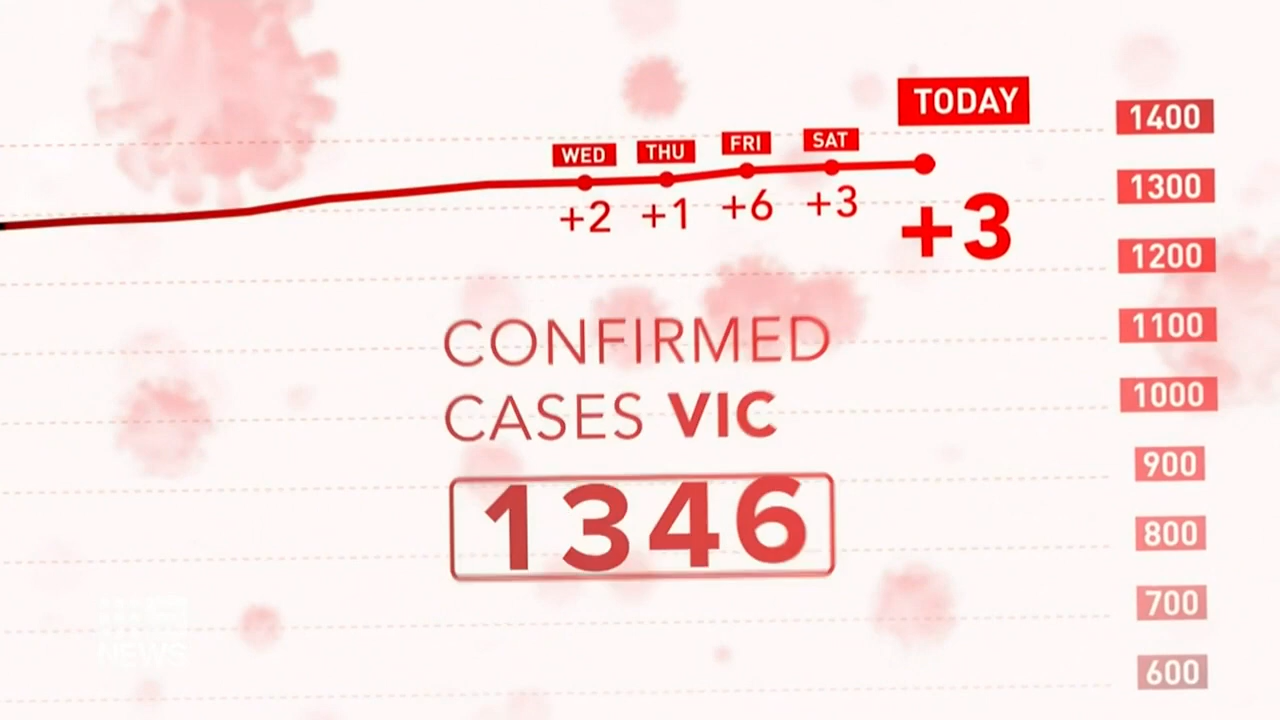 TODAY
1400
WED THU FRI SAT
+2 +1 +6 +3 +3
1300
1200
CONFIRMED
CASES VIC
1100
1000
900
1346
800
700
NEWS
600